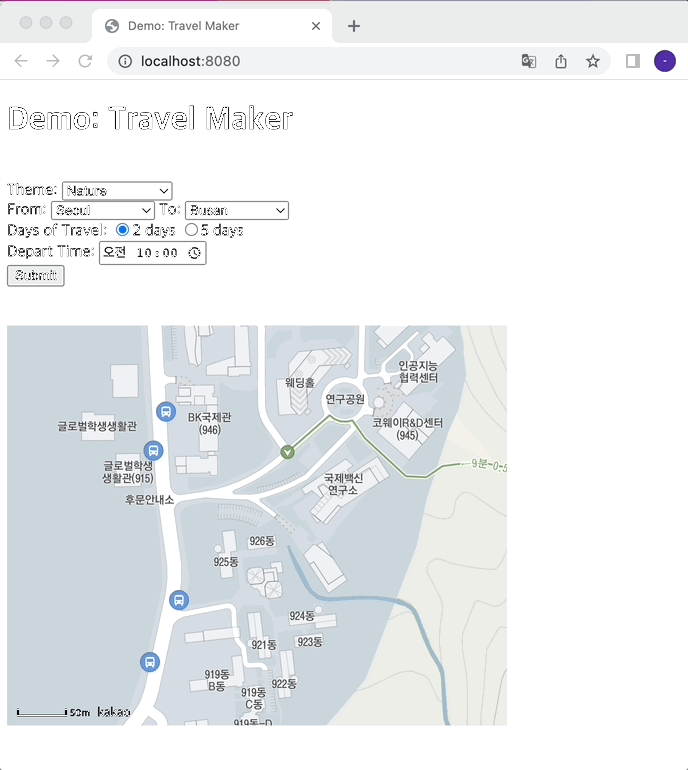 Demo: Travel Maker
localhost:8080
Demo: Travel Maker
Theme: Nature
From: Seoul To: Busan
Days of Travel: 2 days 5 days
Depart Time: 오전 10:00
Submit
웨딩홀
인공지능
협력센터
연구공원
BK국제관
(946)
코웨이R&D센터
(945)
글로벌학생생활관
글로벌학생
생활관(915)
국제백신
연구소
후문안내소
926동
925동
924동
921동
923동
919동
B동
922동
919동
C동
919동-D
50m kakao